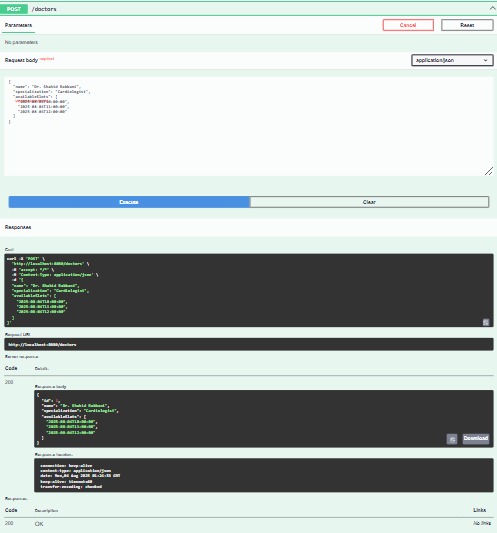 POST /doctors
Parameters
Cancel
Reset
No parameters
Request body required
application/json
{
"name": "Dr. Shahid Rabbani",
"specialization": "Cardiologist",
"availableSlots": [
"2025-08-04T10:00:00",
"2025-08-04T11:00:00",
"2025-08-04T12:00:00"
]
}
Execute
Clear
Responses
Curl
curl -X 'POST' \
'http://localhost:8080/doctors' \
-H 'accept: */*' \
-H 'Content-Type: application/json' \
-d '{
"name": "Dr. Shahid Rabbani",
"specialization": "Cardiologist",
"availableSlots": [
"2025-08-04T10:00:00",
"2025-08-04T11:00:00",
"2025-08-04T12:00:00"
]
}'
Request URL
http://localhost:8080/doctors
Server response
Code
Details
200
Response body
{
"id":
"name": "Dr. Shahid Rabbani",
"specialization": "Cardiologist",
"availableSlots": [
"2025-08-04T10:00:00",
"2025-08-04T11:00:00",
"2025-08-04T12:00:00"
]
}
Download
Response headers
connection: keep-alive
content-type: application/json
date: Mon,04 Aug 2025 GMT
keep-alive: timeout=60
transfer-encoding: chunked
Responses
Code
Description
Links
200
OK
No links